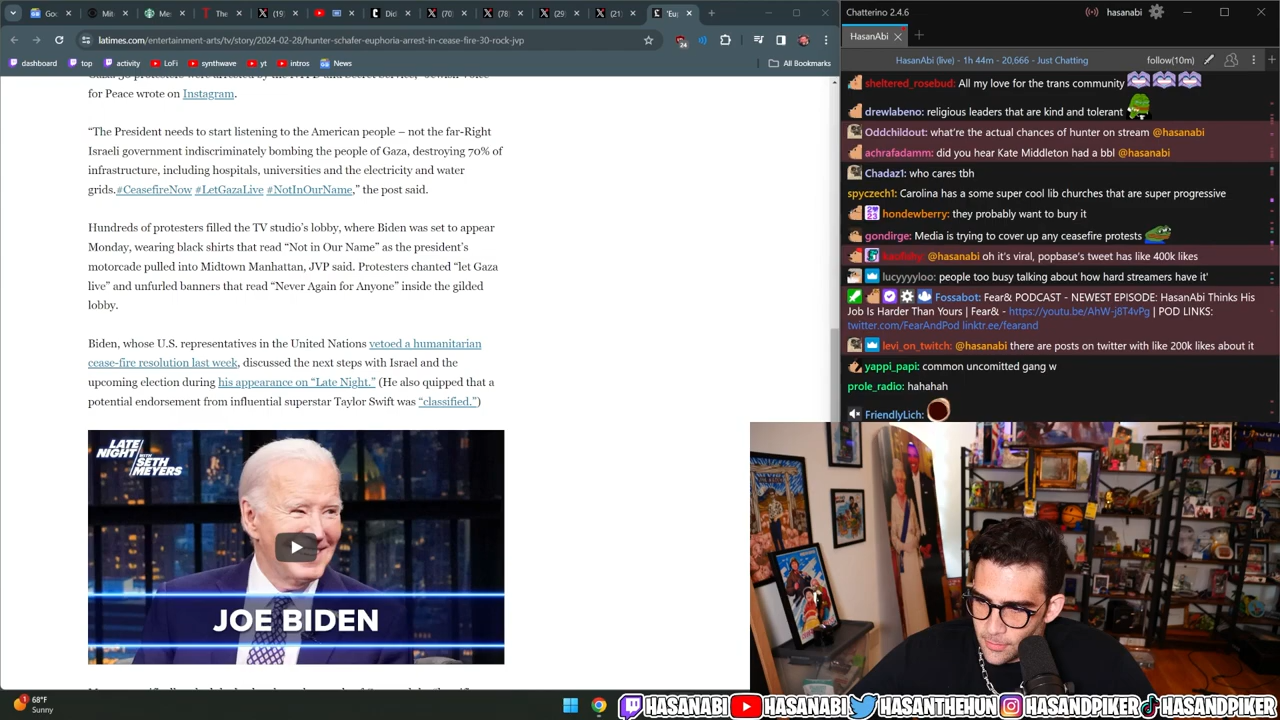 Goo
Mit
Me
The
(19)
Did
(70)
(78)
(29)
(21)
'Eup
latimes.com/entertainment-arts/tv/story/2024-02-28/hunter-schafer-euphoria-arrest-in-cease-fire-30-rock-jvp
24
dashboard
top
activity
LoFi
synthwave
yt
intros
News
All Bookmarks
for Peace wrote on Instagram.
“The President needs to start listening to the American people – not the far-Right
Israeli government indiscriminately bombing the people of Gaza, destroying 70% of
infrastructure, including hospitals, universities and the electricity and water
grids.#CeasefireNow #LetGazaLive #NotInOurName,” the post said.
Hundreds of protesters filled the TV studio’s lobby, where Biden was set to appear
Monday, wearing black shirts that read “Not in Our Name” as the president’s
motorcade pulled into Midtown Manhattan, JVP said. Protesters chanted “let Gaza
live” and unfurled banners that read “Never Again for Anyone” inside the gilded
lobby.
Biden, whose U.S. representatives in the United Nations vetoed a humanitarian
cease-fire resolution last week, discussed the next steps with Israel and the
upcoming election during his appearance on “Late Night.” (He also quipped that a
potential endorsement from influential superstar Taylor Swift was “classified.”)
LATE
NIGHT
WITH
SETH
MEYERS
JOE BIDEN
68°F
Sunny
Chatterino 2.4.6
hasanabi
HasanAbi
HasanAbi (live) - 1h 44m - 20,666 - Just Chatting
follow(10m)
sheltered_rosebud: All my love for the trans community
drewlabeno: religious leaders that are kind and tolerant
Oddchildout: what're the actual chances of hunter on stream @hasanabi
achrafadamm: did you hear Kate Middleton had a bbl @hasanabi
Chadaz1: who cares tbh
spyczech1: Carolina has a some super cool lib churches that are super progressive
hondewberry: they probably want to bury it
gondirge: Media is trying to cover up any ceasefire protests
@hasanabi oh it's viral, popbase's tweet has like 400k likes
lucyyyyloo: people too busy talking about how hard streamers have it'
Fossabot: Fear& PODCAST - NEWEST EPISODE: HasanAbi Thinks His
Job Is Harder Than Yours | Fear& - https://youtu.be/AhW-j8T4vPg | POD LINKS:
twitter.com/FearAndPod linktr.ee/fearand
levi_on_twitch: @hasanabi there are posts on twitter with like 200k likes about it
yappi_papi: common uncomitted gang w
prole_radio: hahahah
FriendlyLich:
HASANABI
HASANABI
HASANTHEHUN
HASANDPIKER
HASANDPIKER